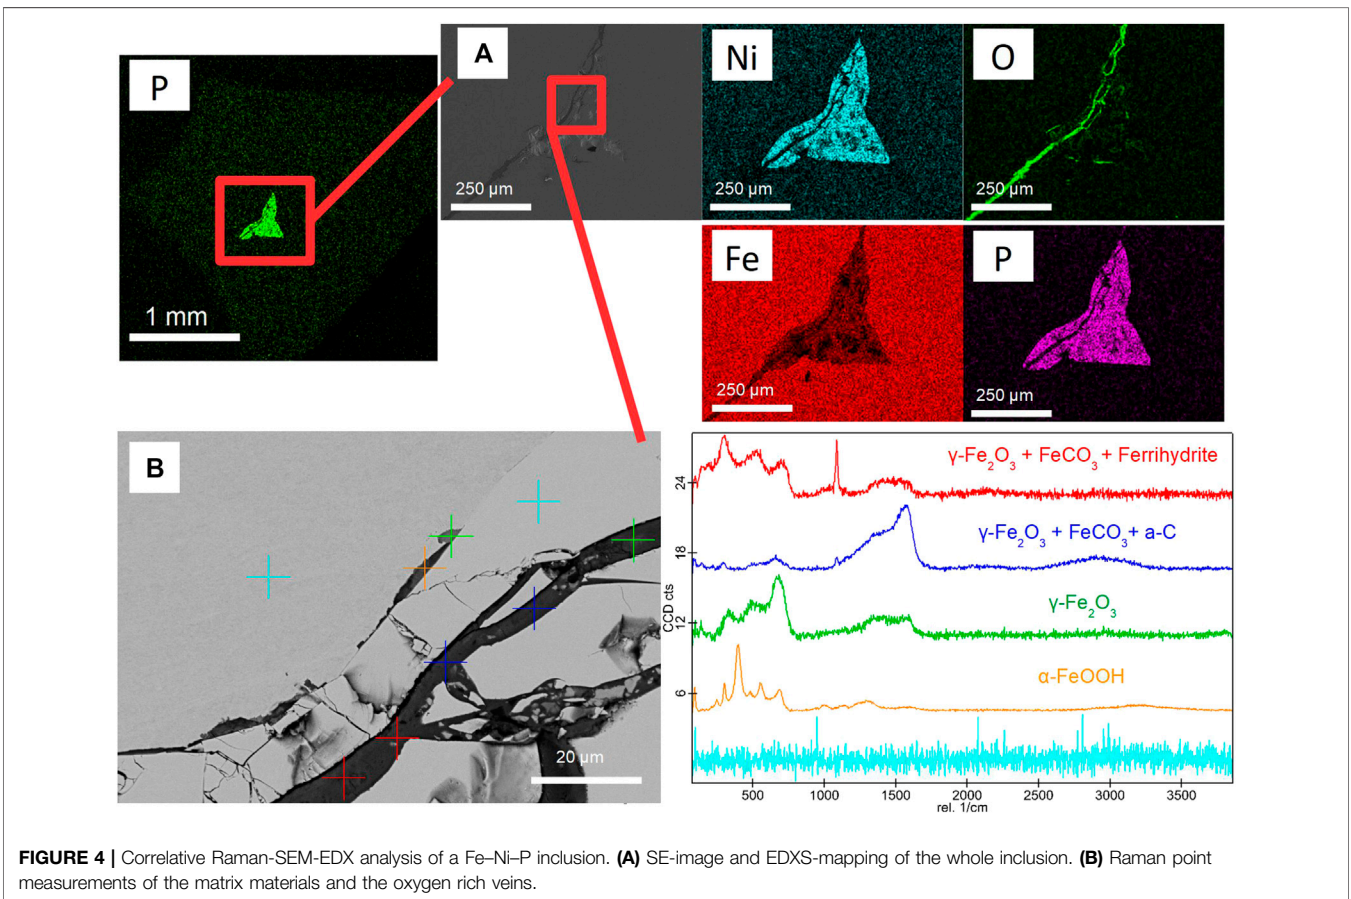 P
1 mm
A
250 µm
Ni
250 µm
O
250 µm
Fe
250 µm
P
250 µm
B
20 µm
γ-Fe₂O₃ + FeCO₃ + Ferrihydrite
γ-Fe₂O₃ + FeCO₃ + a-C
γ-Fe₂O₃
α-FeOOH
24
18
12
6
CCD cts
500 1000 1500 2000 2500 3000 3500
rel. 1/cm
FIGURE 4 | Correlative Raman-SEM-EDX analysis of a Fe–Ni–P inclusion. (A) SE-image and EDXS-mapping of the whole inclusion. (B) Raman point
measurements of the matrix materials and the oxygen rich veins.